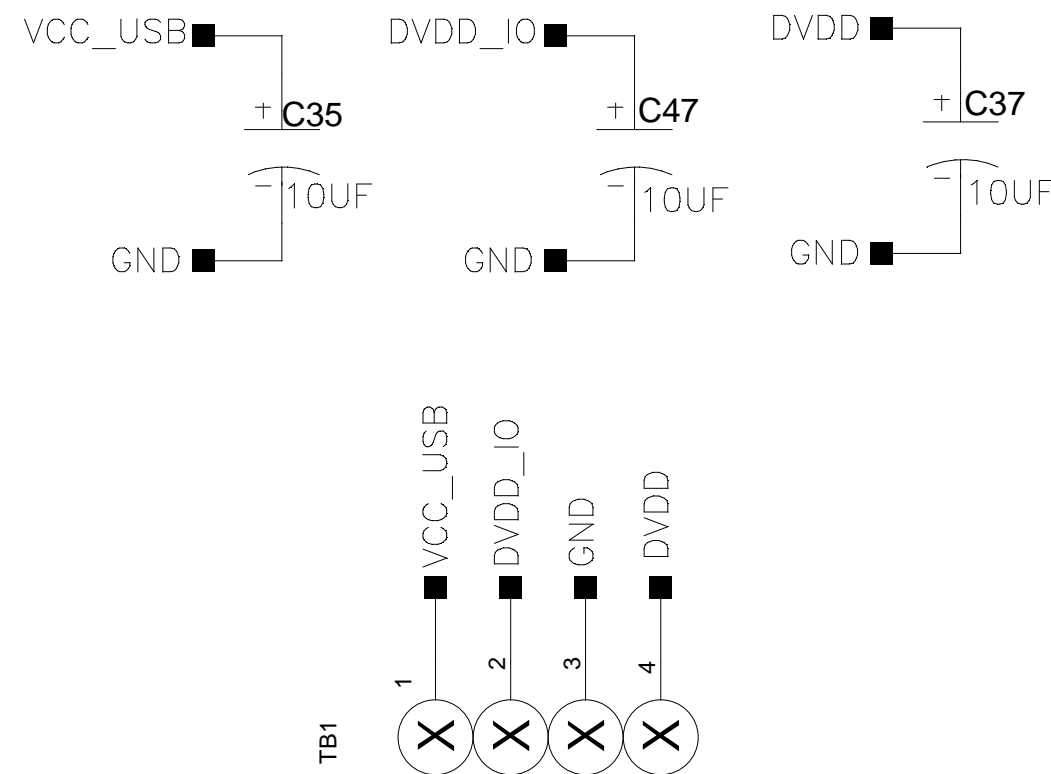 VCC_USB
+
C35
-
10UF
GND
DVDD_IO
+
C47
-
10UF
GND
DVDD
+
C37
-
10UF
GND
VCC_USB
DVDD_IO
GND
DVDD
1
2
3
4
TB1
X
X
X
X